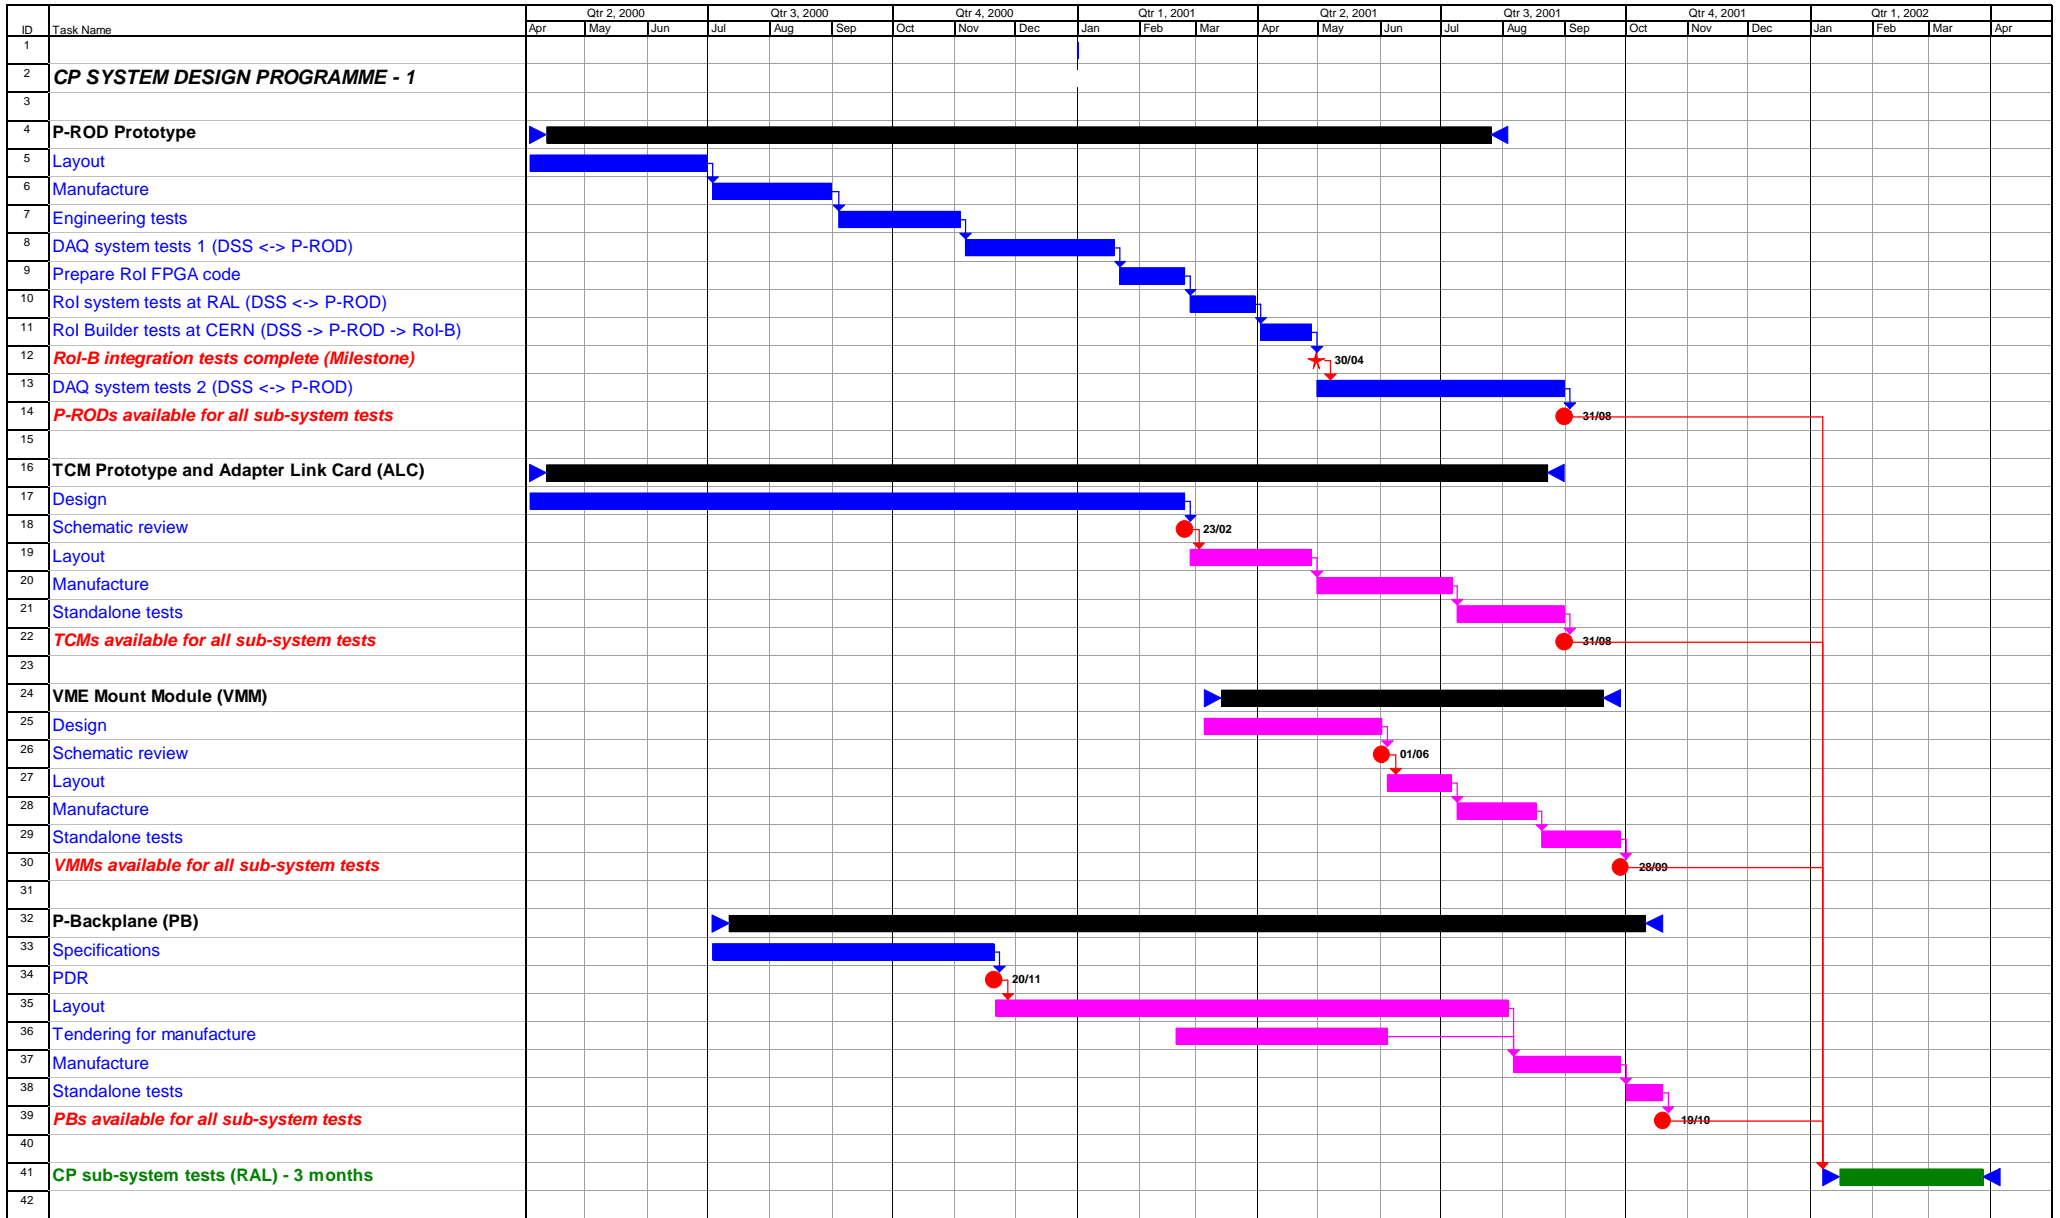 Qtr 2, 2000 Qtr 3, 2000 Qtr 4, 2000 Qtr 1, 2001 Qtr 2, 2001 Qtr 3, 2001 Qtr 4, 2001 Qtr 1, 2002
ID Task Name Apr May Jun Jul Aug Sep Oct Nov Dec Jan Feb Mar Apr May Jun Jul Aug Sep Oct Nov Dec Jan Feb Mar Apr
1
2 CP SYSTEM DESIGN PROGRAMME - 1
3
4 P-ROD Prototype
5 Layout
6 Manufacture
7 Engineering tests
8 DAQ system tests 1 (DSS <-> P-ROD)
9 Prepare RoI FPGA code
10 RoI system tests at RAL (DSS <-> P-ROD)
11 RoI Builder tests at CERN (DSS -> P-ROD -> RoI-B)
12 RoI-B integration tests complete (Milestone) 30/04
13 DAQ system tests 2 (DSS <-> P-ROD)
14 P-RODs available for all sub-system tests 31/08
15
16 TCM Prototype and Adapter Link Card (ALC)
17 Design
18 Schematic review 23/02
19 Layout
20 Manufacture
21 Standalone tests
22 TCMs available for all sub-system tests 31/08
23
24 VME Mount Module (VMM)
25 Design
26 Schematic review 01/06
27 Layout
28 Manufacture
29 Standalone tests
30 VMMs available for all sub-system tests 28/09
31
32 P-Backplane (PB)
33 Specifications
34 PDR 20/11
35 Layout
36 Tendering for manufacture
37 Manufacture
38 Standalone tests
39 PBs available for all sub-system tests 19/10
40
41 CP sub-system tests (RAL) - 3 months
42